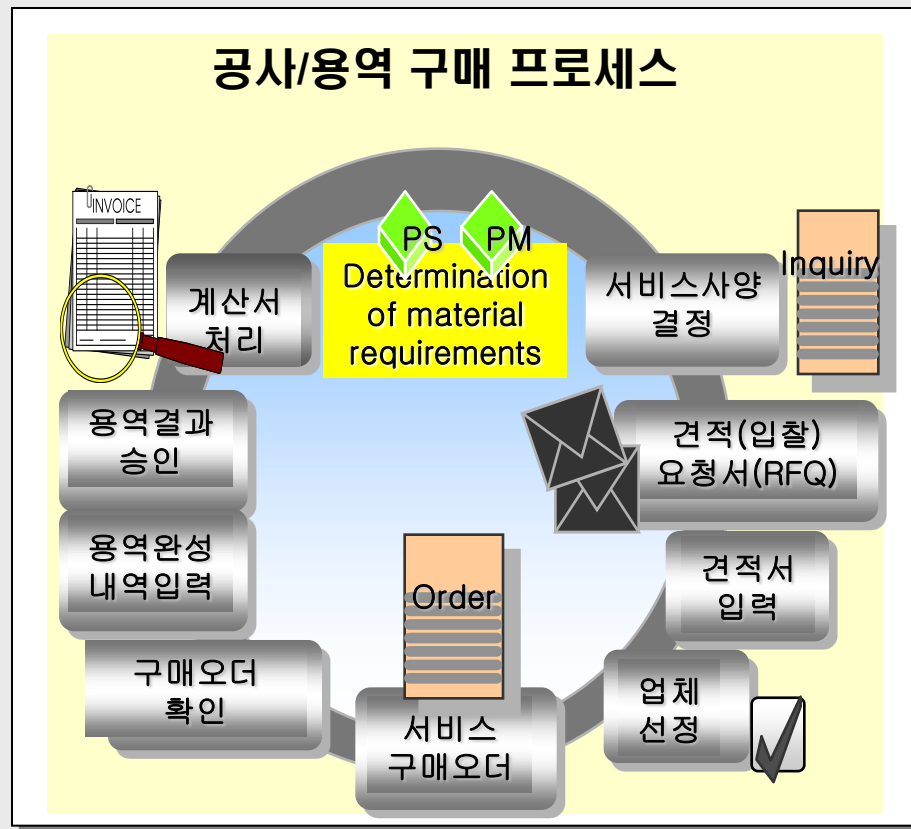 공사/용역 구매 프로세스
PS
PM
Determination
of material
requirements
서비스사양
결정
Inquiry
견적(입찰)
요청서(RFQ)
견적서
입력
업체
선정
Order
서비스
구매오더
구매오더
확인
용역완성
내역입력
용역결과
승인
계산서
처리
INVOICE